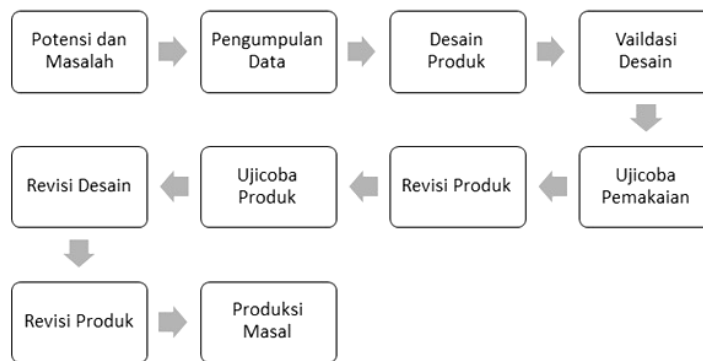 Potensi dan
Masalah
Pengumpulan
Data
Desain
Produk
Vaildasi
Desain
Ujicoba
Pemakaian
Revisi Produk
Ujicoba
Produk
Revisi Desain
Revisi Produk
Produksi
Masal